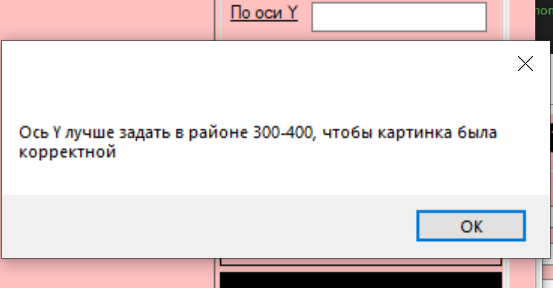 По оси Y
Ось Y лучше задать в районе 300-400, чтобы картинка была
корректной
OK